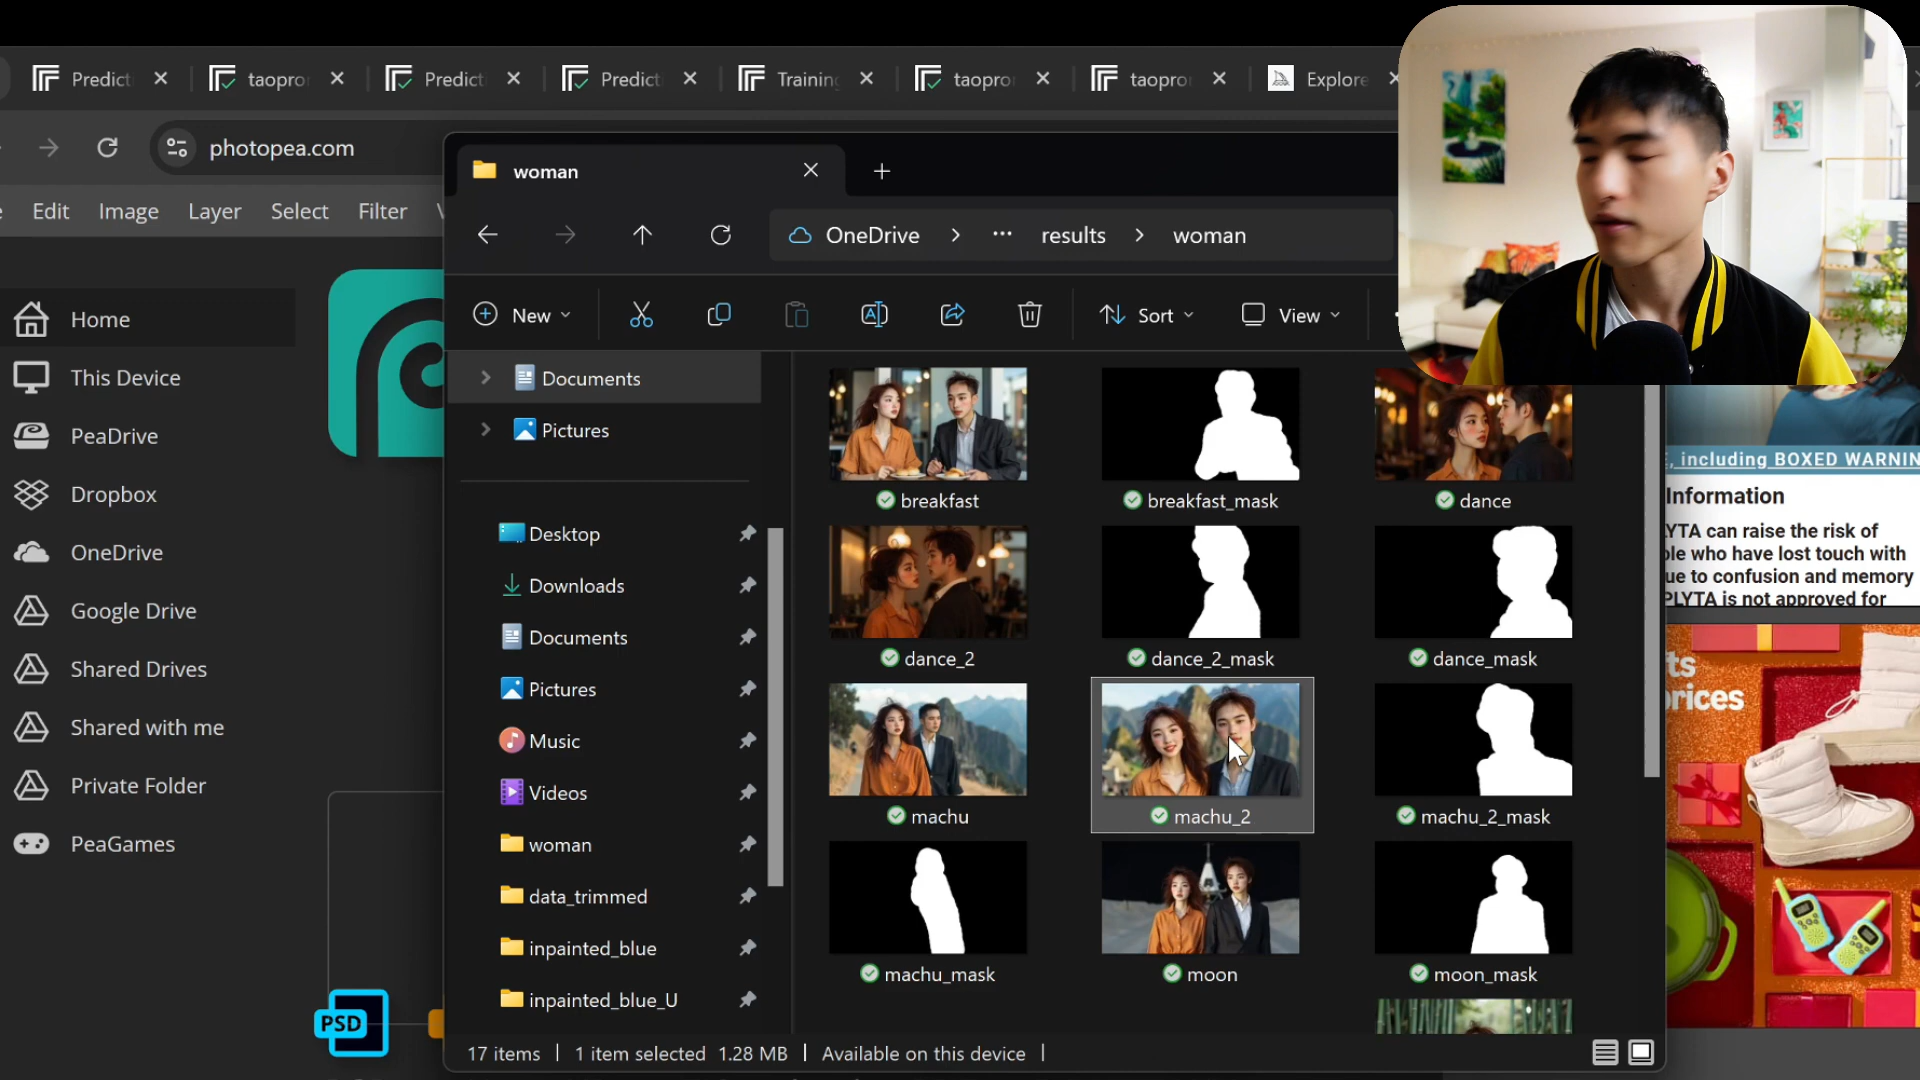 Predict
taopro
Predict
Predict
Training
taopro
taopro
Explore
photopea.com
Edit
Image
Layer
Select
Filter
woman
OneDrive
results
woman
New
Sort
View
Home
This Device
PeaDrive
Dropbox
OneDrive
Google Drive
Shared Drives
Shared with me
Private Folder
PeaGames
PSD
Documents
Pictures
Desktop
Downloads
Documents
Pictures
Music
Videos
woman
data_trimmed
inpainted_blue
inpainted_blue_U
breakfast
breakfast_mask
dance
dance_2
dance_2_mask
dance_mask
machu
machu_2
machu_2_mask
machu_mask
moon
moon_mask
17 items
1 item selected 1.28 MB
Available on this device
, including BOXED WARNIN
Information
YTA can raise the risk of
ple who have lost touch with
ue to confusion and memory
PLYTA is not approved for
ts
prices